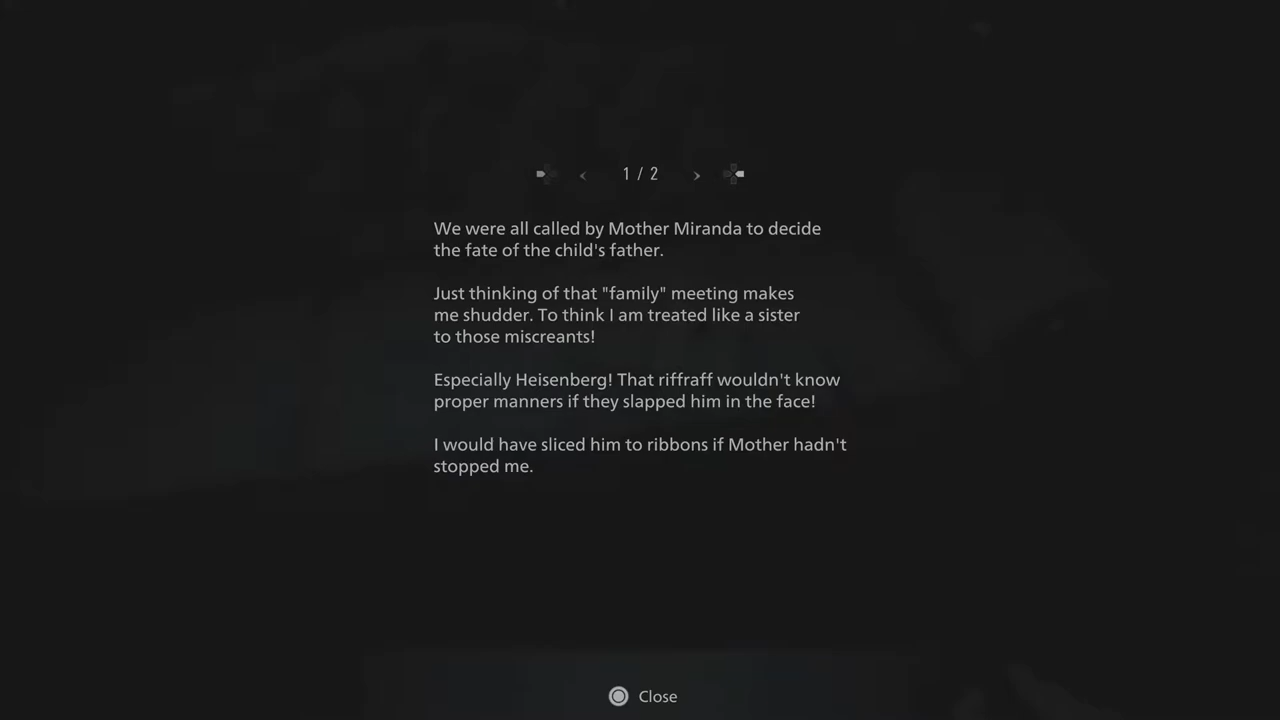 1 / 2
We were all called by Mother Miranda to decide
the fate of the child's father.
Just thinking of that "family" meeting makes
me shudder. To think I am treated like a sister
to those miscreants!
Especially Heisenberg! That riffraff wouldn't know
proper manners if they slapped him in the face!
I would have sliced him to ribbons if Mother hadn't
stopped me.
Close